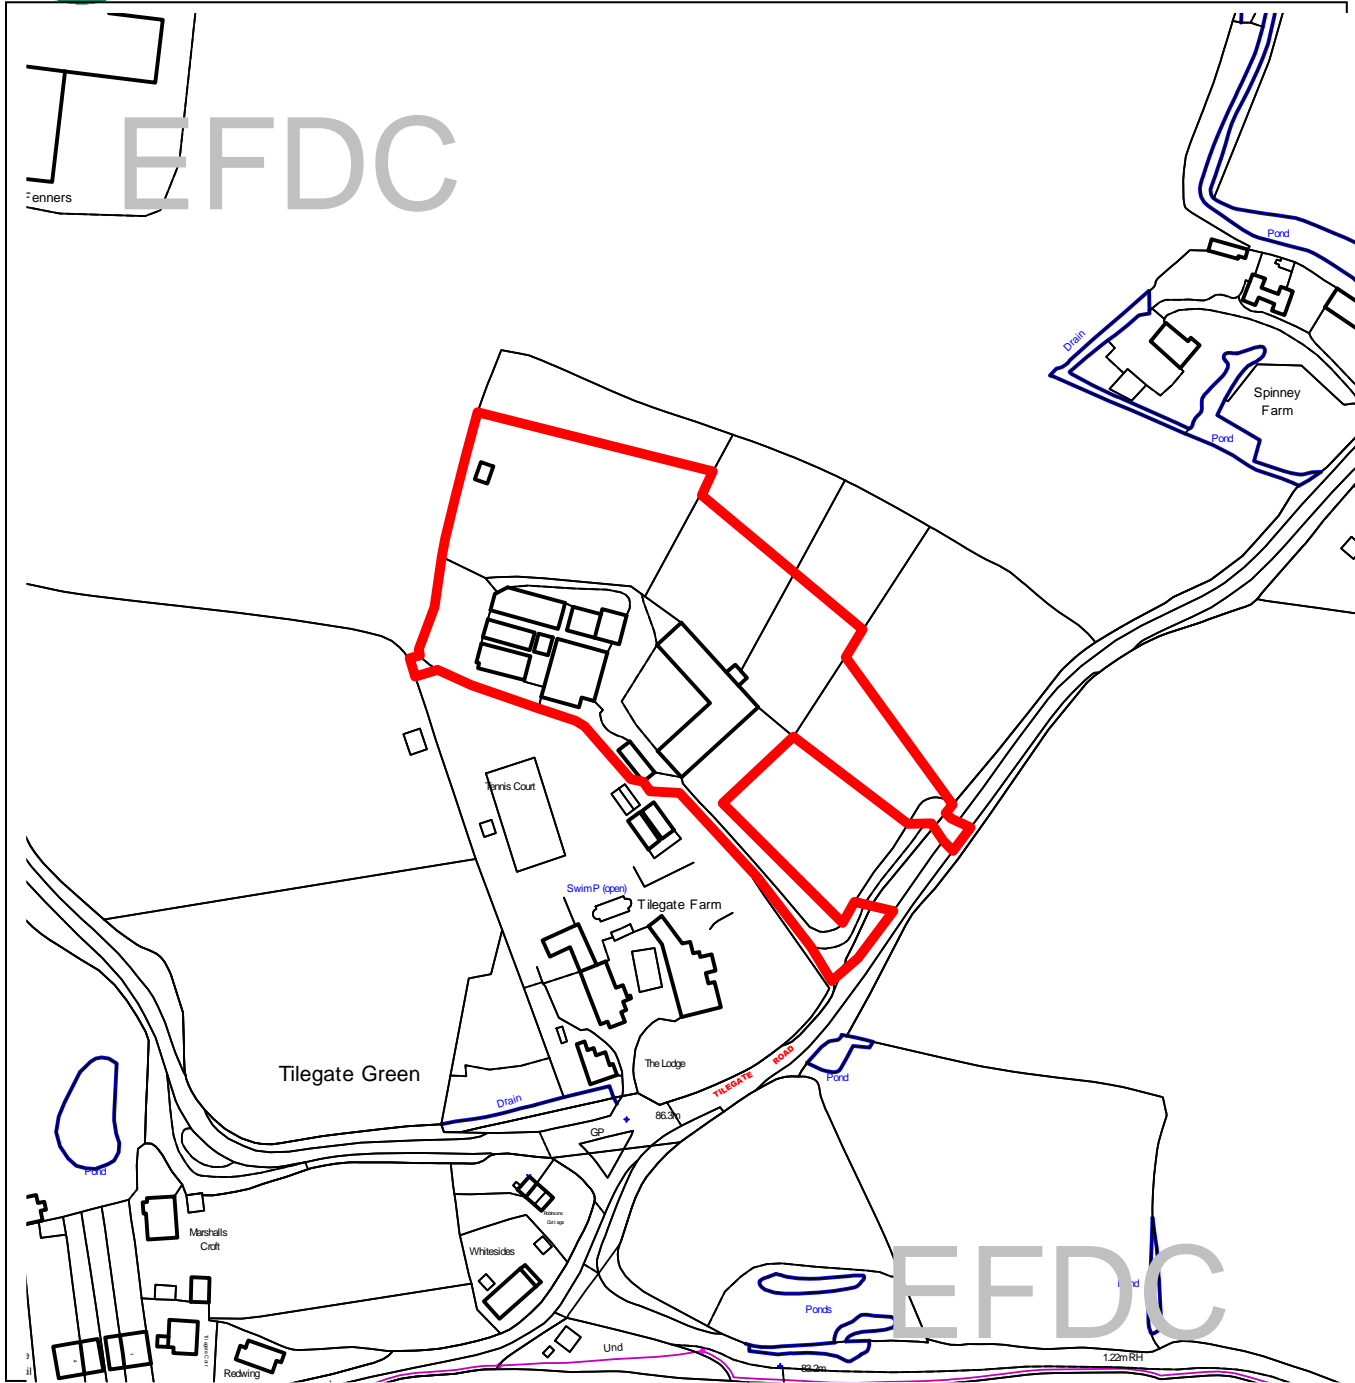 EFDC
Fenners
Pond
Drain
Spinney
Farm
Pond
Tennis Court
Swim P (open)
Tilegate Farm
Tilegate Green
The Lodge
TILEGATE ROAD
Pond
Drain
86.3m
GP
Pond
Marshalls
Croft
Whitesides
Robinsons
Cottage
EFDC
Pond
Ponds
Und
83.2m
1.22m RH
Redwing